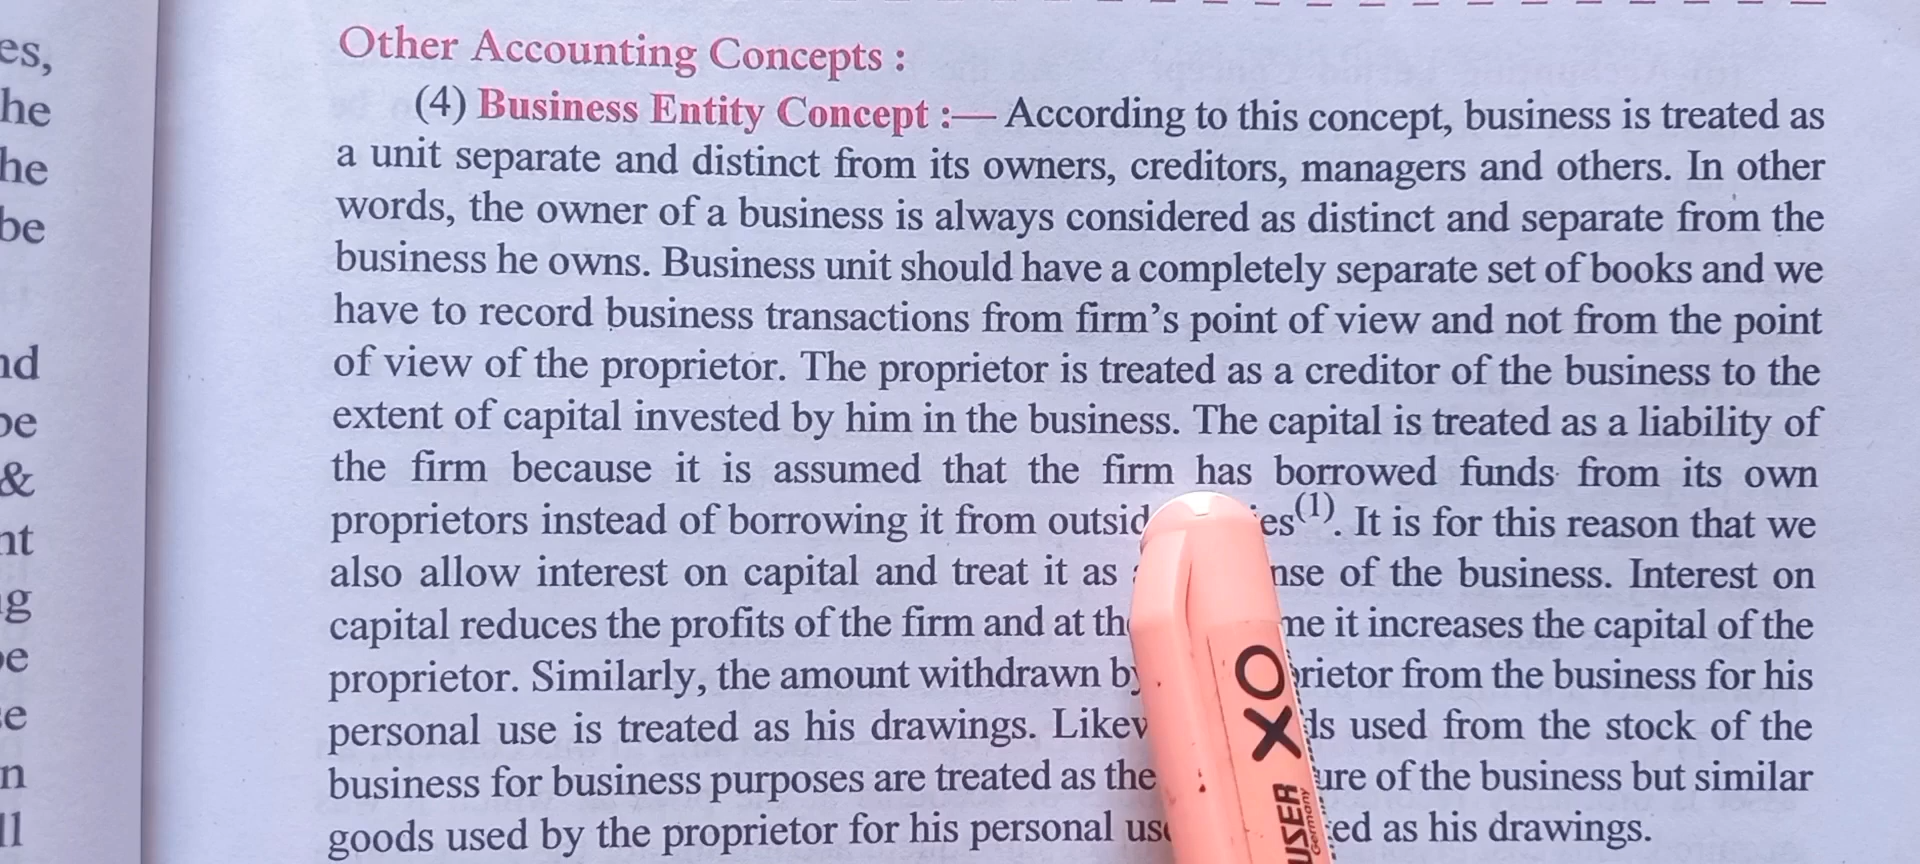 es,
he
he
be
nd
be
&
nt
g
e
e
n
ll
Other Accounting Concepts :
(4) Business Entity Concept :— According to this concept, business is treated as
a unit separate and distinct from its owners, creditors, managers and others. In other
words, the owner of a business is always considered as distinct and separate from the
business he owns. Business unit should have a completely separate set of books and we
have to record business transactions from firm's point of view and not from the point
of view of the proprietor. The proprietor is treated as a creditor of the business to the
extent of capital invested by him in the business. The capital is treated as a liability of
the firm because it is assumed that the firm has borrowed funds from its own
proprietors instead of borrowing it from outsid es(1). It is for this reason that we
also allow interest on capital and treat it as nse of the business. Interest on
capital reduces the profits of the firm and at th me it increases the capital of the
proprietor. Similarly, the amount withdrawn by rietor from the business for his
personal use is treated as his drawings. Likew ds used from the stock of the
business for business purposes are treated as the ure of the business but similar
goods used by the proprietor for his personal use ed as his drawings.
XO
USER
Germany